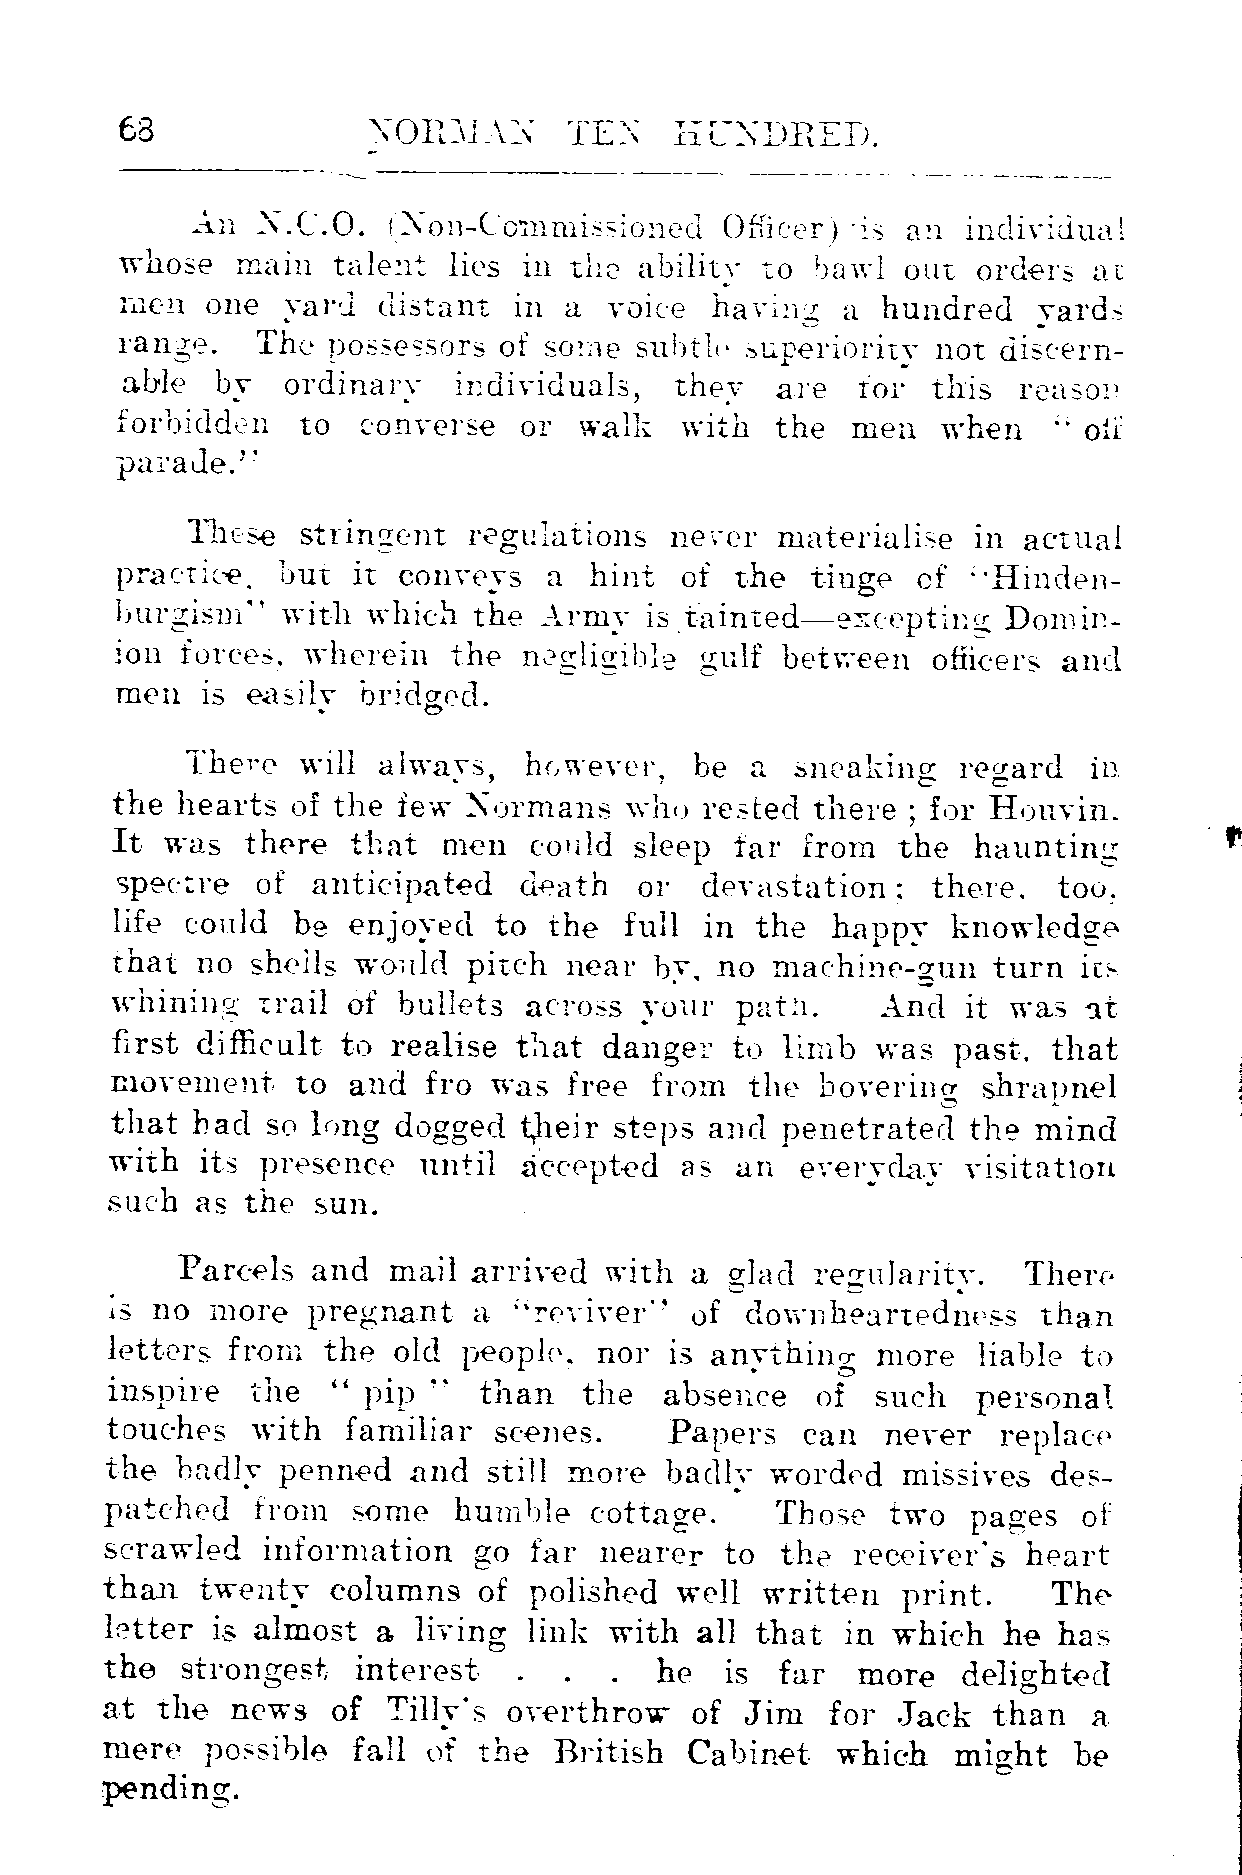 68 NORMAN TEN HUNDRED.
An N.C.O. (Non-Commissioned Officer) is an individual
whose main talent lies in the ability to bawl out orders at
men one yard distant in a voice having a hundred yards
range. The possessors of some subtle superiority not discern-
able by ordinary individuals, they are for this reason
forbidden to converse or walk with the men when “ off
parade.”
These stringent regulations never materialise in actual
practice, but it conveys a hint of the tinge of “Hinden-
burgism” with which the Army is tainted—excepting Domin-
ion forces, wherein the negligible gulf between officers and
men is easily bridged.
There will always, however, be a sneaking regard in
the hearts of the few Normans who rested there ; for Houvin.
It was there that men could sleep far from the haunting
spectre of anticipated death or devastation ; there, too,
life could be enjoyed to the full in the happy knowledge
that no shells would pitch near by, no machine-gun turn its
whining trail of bullets across your path. And it was at
first difficult to realise that danger to limb was past, that
movement to and fro was free from the hovering shrapnel
that had so long dogged their steps and penetrated the mind
with its presence until accepted as an everyday visitation
such as the sun.
Parcels and mail arrived with a glad regularity. There
is no more pregnant a “reviver” of downheartedness than
letters from the old people, nor is anything more liable to
inspire the “ pip ” than the absence of such personal
touches with familiar scenes. Papers can never replace
the badly penned and still more badly worded missives des-
patched from some humble cottage. Those two pages of
scrawled information go far nearer to the receiver's heart
than twenty columns of polished well written print. The
letter is almost a living link with all that in which he has
the strongest interest . . . he is far more delighted
at the news of Tilly's overthrow of Jim for Jack than a
mere possible fall of the British Cabinet which might be
pending.